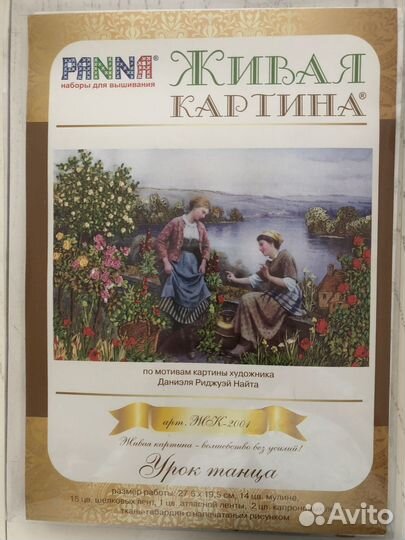 PANNA®
наборы для вышивания
ЖИВАЯ
КАРТИНА®
по мотивам картины художника
Даниэля Риджуэй Найта
арт. ЖК-2004
Живая картина - волшебство без усилий!
Урок танца
размер работы: 27,5 х 19,5 см, 14 цв. мулине,
15 цв. шелковых лент, 1 цв. атласной ленты, 2 цв. капроны
ткань-габардин с напечатанным рисунком
Avito